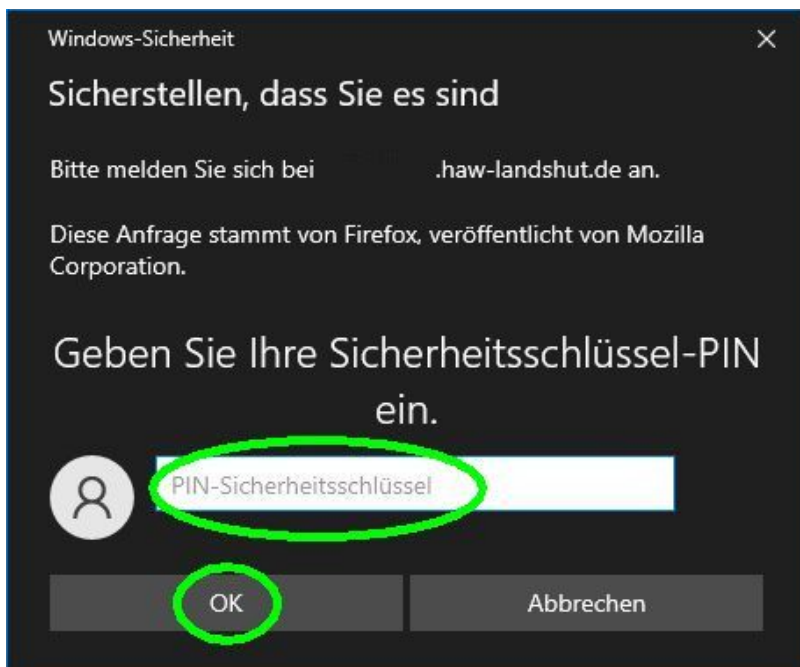 Windows-Sicherheit
Sicherstellen, dass Sie es sind
Bitte melden Sie sich bei .haw-landshut.de an.
Diese Anfrage stammt von Firefox, veröffentlicht von Mozilla
Corporation.
Geben Sie Ihre Sicherheitsschlüssel-PIN
ein.
PIN-Sicherheitsschlüssel
OK Abbrechen